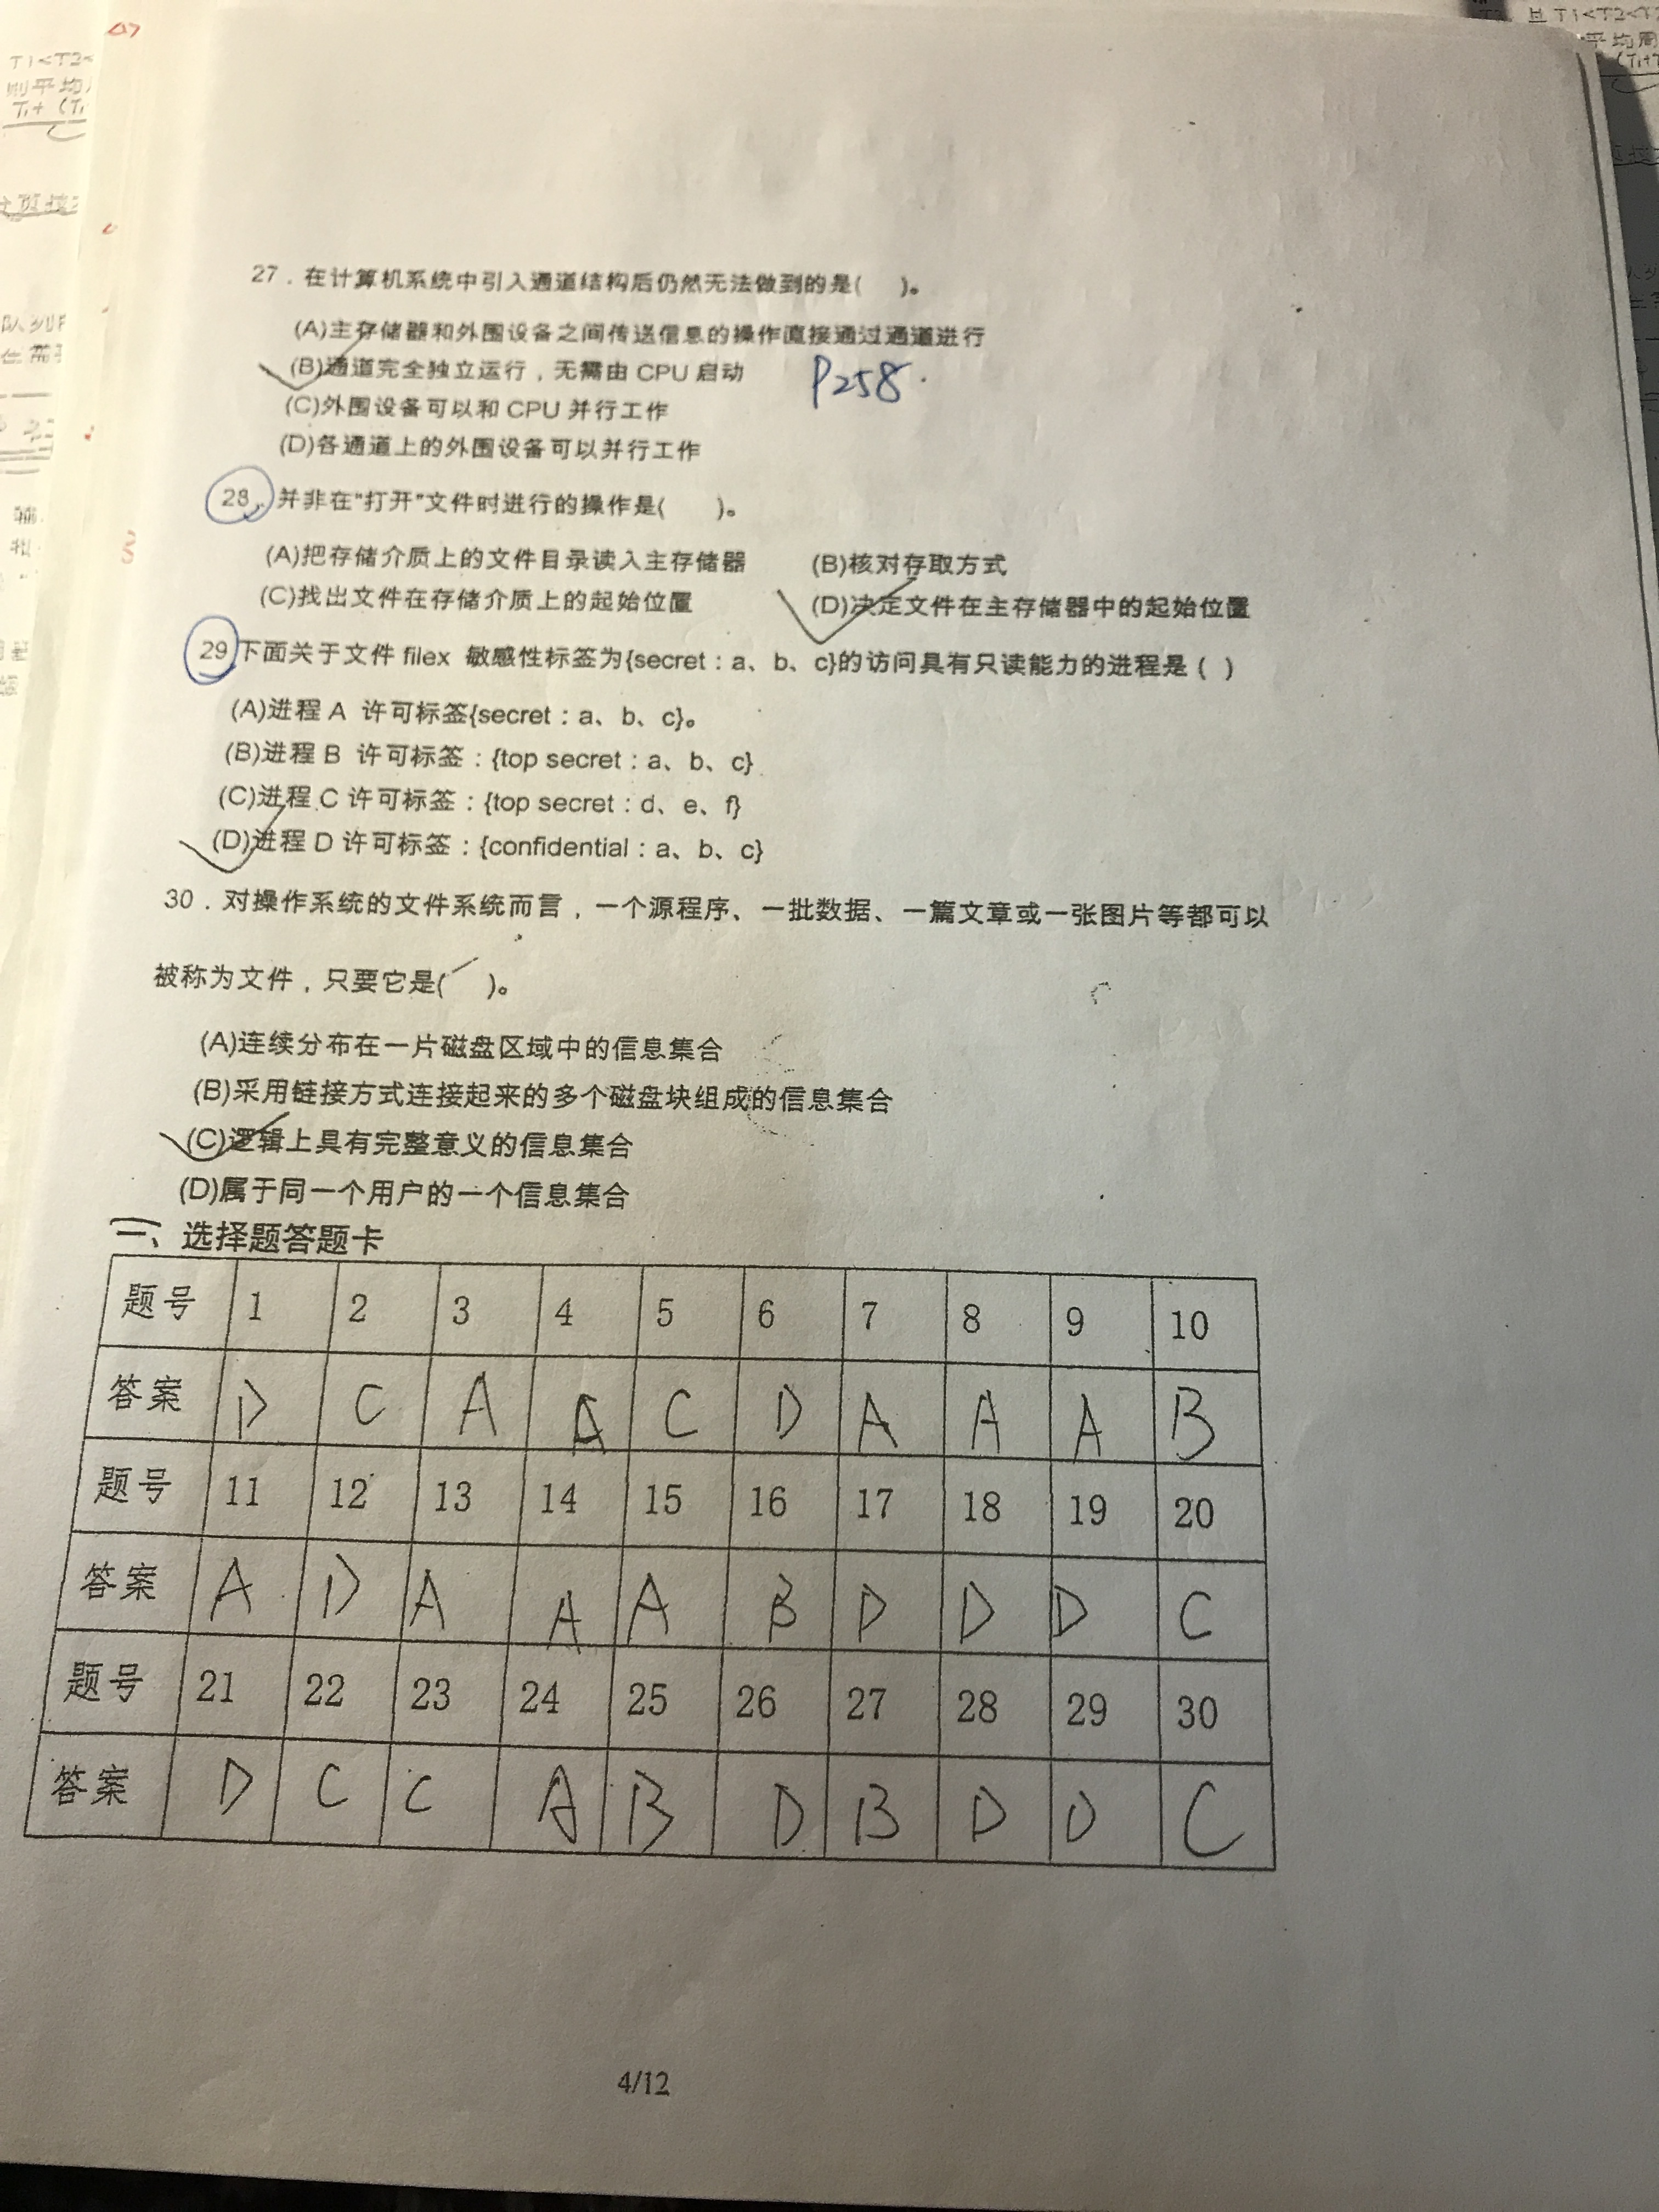 27．在计算机系统中引入通道结构后仍然无法做到的是(　)。
(A)主存储器和外围设备之间传送信息的操作直接通过通道进行
(B)通道完全独立运行，无需由 CPU 启动
P258.
(C)外围设备可以和 CPU 并行工作
(D)各通道上的外围设备可以并行工作
28．并非在“打开”文件时进行的操作是(　)。
(A)把存储介质上的文件目录读入主存储器 (B)核对存取方式
(C)找出文件在存储介质上的起始位置 (D)决定文件在主存储器中的起始位置
29 下面关于文件 filex 敏感性标签为{secret：a、b、c}的访问具有只读能力的进程是（ ）
(A)进程 A 许可标签{secret：a、b、c}。
(B)进程 B 许可标签：{top secret：a、b、c}
(C)进程 C 许可标签：{top secret：d、e、f}
(D)进程 D 许可标签：{confidential：a、b、c}
30．对操作系统的文件系统而言，一个源程序、一批数据、一篇文章或一张图片等都可以
被称为文件，只要它是(　)。
(A)连续分布在一片磁盘区域中的信息集合
(B)采用链接方式连接起来的多个磁盘块组成的信息集合
(C)逻辑上具有完整意义的信息集合
(D)属于同一个用户的一个信息集合
一、选择题答题卡
题号 1 2 3 4 5 6 7 8 9 10
答案 D C A A C D A A A B
题号 11 12 13 14 15 16 17 18 19 20
答案 A D A A A B D D D C
题号 21 22 23 24 25 26 27 28 29 30
答案 D C C A B D B D D C
4/12